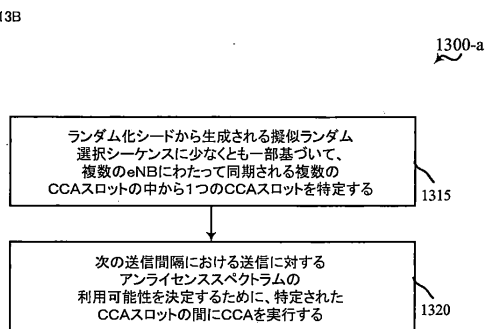 13B
1300-a
ランダム化シードから生成される擬似ランダム
選択シーケンスに少なくとも一部基づいて、
複数のeNBにわたって同期される複数の
CCAスロットの中から1つのCCAスロットを特定する
1315
次の送信間隔における送信に対する
アンライセンススペクトラムの
利用可能性を決定するために、特定された
CCAスロットの間にCCAを実行する
1320